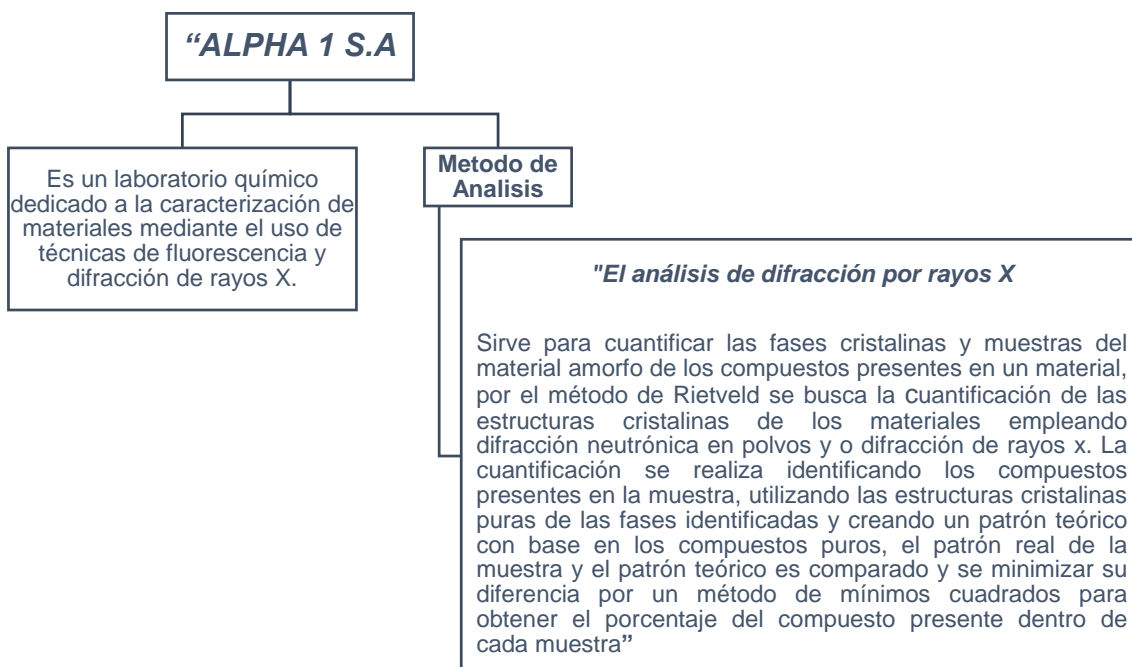 “ALPHA 1 S.A
Es un laboratorio químico
dedicado a la caracterización de
materiales mediante el uso de
técnicas de fluorescencia y
difracción de rayos X.
Metodo de
Analisis
"El análisis de difracción por rayos X
Sirve para cuantificar las fases cristalinas y muestras del
material amorfo de los compuestos presentes en un material,
por el método de Rietveld se busca la cuantificación de las
estructuras cristalinas de los materiales empleando
difracción neutrónica en polvos y o difracción de rayos x. La
cuantificación se realiza identificando los compuestos
presentes en la muestra, utilizando las estructuras cristalinas
puras de las fases identificadas y creando un patrón teórico
con base en los compuestos puros, el patrón real de la
muestra y el patrón teórico es comparado y se minimizar su
diferencia por un método de mínimos cuadrados para
obtener el porcentaje del compuesto presente dentro de
cada muestra”